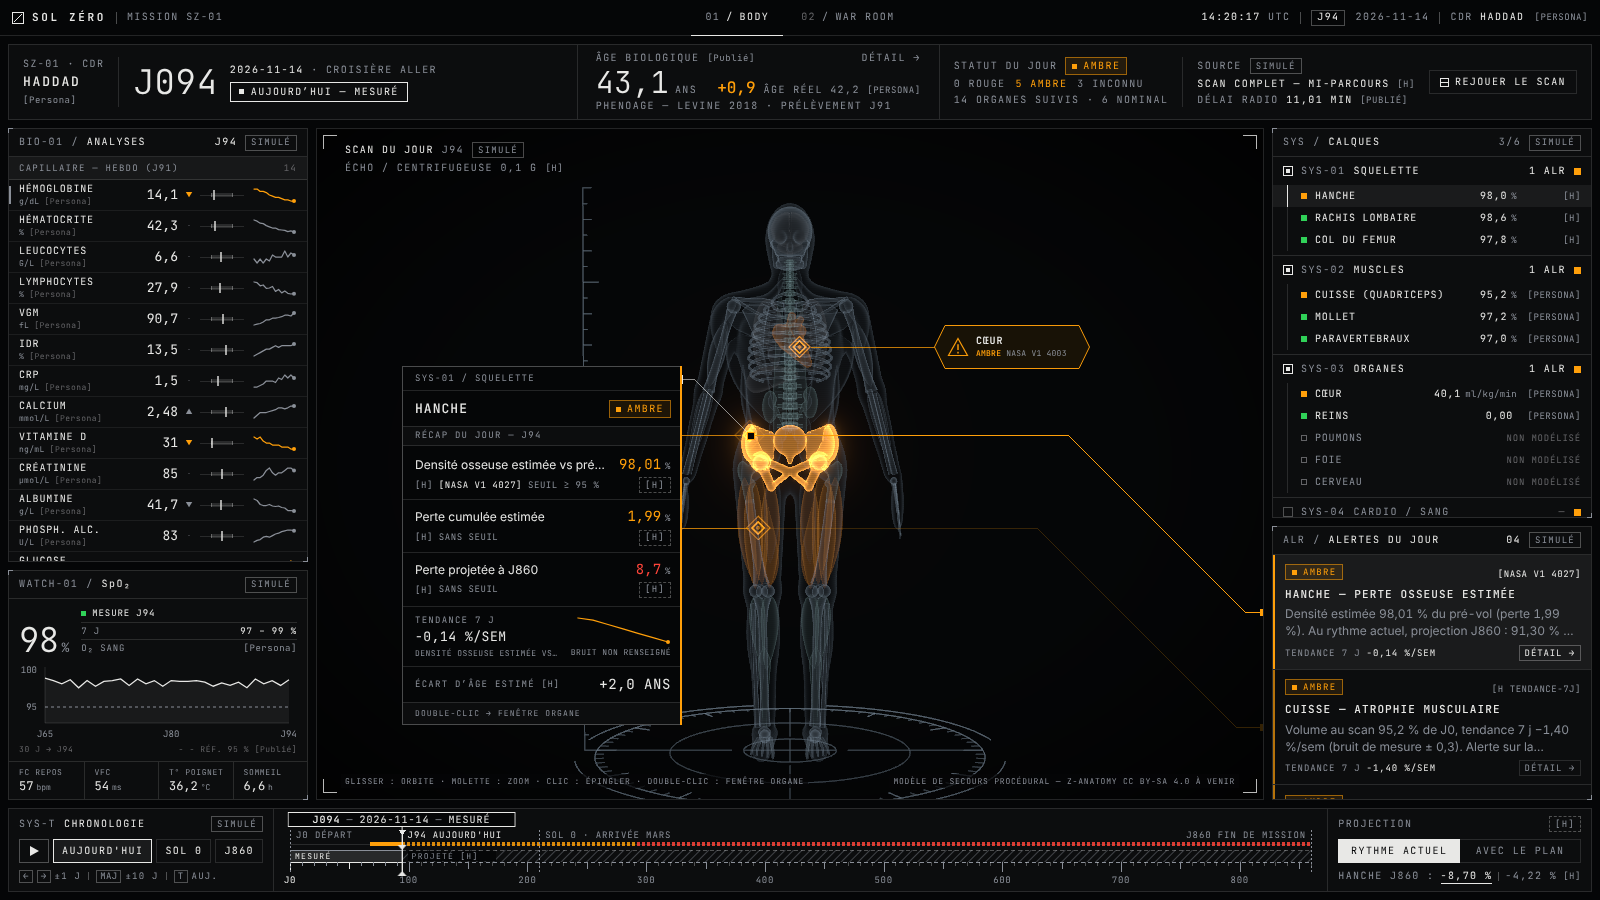 SOL ZÉRO | MISSION SZ-01
01 / BODY
02 / WAR ROOM
14:20:17 UTC | J94 2026-11-14 | CDR HADDAD [PERSONA]
SZ-01 · CDR
HADDAD
[Persona]
J094
2026-11-14 · CROISIÈRE ALLER
AUJOURD'HUI — MESURÉ
ÂGE BIOLOGIQUE [Publié]
DÉTAIL →
43,1 ANS +0,9 ÂGE RÉEL 42,2 [PERSONA]
PHENOAGE — LEVINE 2018 · PRÉLÈVEMENT J91
STATUT DU JOUR AMBRE
0 ROUGE 5 AMBRE 3 INCONNU
14 ORGANES SUIVIS · 6 NOMINAL
SOURCE SIMULÉ
SCAN COMPLET — MI-PARCOURS [H]
DÉLAI RADIO 11,01 MIN [PUBLIÉ]
REJOUER LE SCAN
BIO-01 / ANALYSES J94 SIMULÉ
CAPILLAIRE — HEBDO (J91) 14
HÉMOGLOBINE
g/dL [Persona]
14,1
HÉMATOCRITE
% [Persona]
42,3
LEUCOCYTES
G/L [Persona]
6,6
LYMPHOCYTES
% [Persona]
27,9
VGM
fL [Persona]
90,7
IDR
% [Persona]
13,5
CRP
mg/L [Persona]
1,5
CALCIUM
mmol/L [Persona]
2,48
VITAMINE D
ng/mL [Persona]
31
CRÉATININE
µmol/L [Persona]
85
ALBUMINE
g/L [Persona]
41,7
PHOSPH. ALC.
U/L [Persona]
83
GLUCOSE
WATCH-01 / SpO₂ SIMULÉ
98 %
MESURE J94
7 J 97 – 99 %
O₂ SANG [Persona]
100
95
J65 J80 J94
30 J → J94 - - RÉF. 95 % [Publié]
FC REPOS
57 bpm
VFC
54 ms
T° POIGNET
36,2 °C
SOMMEIL
6,6 h
SCAN DU JOUR J94 SIMULÉ
ÉCHO / CENTRIFUGEUSE 0,1 G [H]
CŒUR
AMBRE NASA V1 4003
SYS-01 / SQUELETTE
HANCHE AMBRE
RÉCAP DU JOUR — J94
Densité osseuse estimée vs pré… 98,01 %
[H] [NASA V1 4027] SEUIL ≥ 95 % [H]
Perte cumulée estimée 1,99 %
[H] SANS SEUIL [H]
Perte projetée à J860 8,7 %
[H] SANS SEUIL [H]
TENDANCE 7 J
-0,14 %/SEM
DENSITÉ OSSEUSE ESTIMÉE VS… BRUIT NON RENSEIGNÉ
ÉCART D'ÂGE ESTIMÉ [H] +2,0 ANS
DOUBLE-CLIC → FENÊTRE ORGANE
GLISSER : ORBITE · MOLETTE : ZOOM · CLIC : ÉPINGLER · DOUBLE-CLIC : FENÊTRE ORGANE
MODÈLE DE SECOURS PROCÉDURAL — Z-ANATOMY CC BY-SA 4.0 À VENIR
SYS / CALQUES 3/6 SIMULÉ
SYS-01 SQUELETTE 1 ALR
HANCHE 98,0 % [H]
RACHIS LOMBAIRE 98,6 % [H]
COL DU FEMUR 97,8 % [H]
SYS-02 MUSCLES 1 ALR
CUISSE (QUADRICEPS) 95,2 % [PERSONA]
MOLLET 97,2 % [PERSONA]
PARAVERTEBRAUX 97,0 % [PERSONA]
SYS-03 ORGANES 1 ALR
CŒUR 40,1 ml/kg/min [PERSONA]
REINS 0,00 [PERSONA]
POUMONS NON MODÉLISÉ
FOIE NON MODÉLISÉ
CERVEAU NON MODÉLISÉ
SYS-04 CARDIO / SANG —
ALR / ALERTES DU JOUR 04 SIMULÉ
AMBRE [NASA V1 4027]
HANCHE — PERTE OSSEUSE ESTIMÉE
Densité estimée 98,01 % du pré-vol (perte 1,99
%). Au rythme actuel, projection J860 : 91,30 % …
TENDANCE 7 J -0,14 %/SEM DÉTAIL →
AMBRE [H TENDANCE-7J]
CUISSE — ATROPHIE MUSCULAIRE
Volume au scan 95,2 % de J0, tendance 7 j −1,40
%/sem (bruit de mesure ± 0,3). Alerte sur la…
TENDANCE 7 J -1,40 %/SEM DÉTAIL →
SYS-T CHRONOLOGIE SIMULÉ
AUJOURD'HUI SOL 0 J860
← → ±1 J | MAJ ±10 J | T AUJ.
J094 — 2026-11-14 — MESURÉ
J0 DÉPART J94 AUJOURD'HUI SOL 0 · ARRIVÉE MARS J860 FIN DE MISSION
MESURÉ PROJETÉ [H]
J0 100 200 300 400 500 600 700 800
PROJECTION [H]
RYTHME ACTUEL AVEC LE PLAN
HANCHE J860 : -8,70 % | -4,22 % [H]